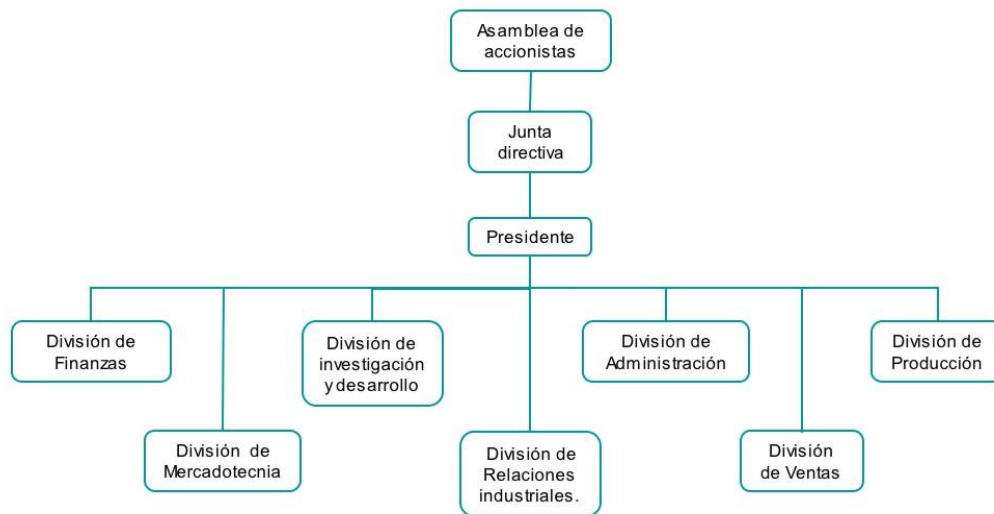 Asamblea de
accionistas
Junta
directiva
Presidente
División de
Finanzas
División de
investigación
y desarrollo
División de
Administración
División de
Producción
División de
Mercadotecnia
División de
Relaciones
industriales.
División
de Ventas